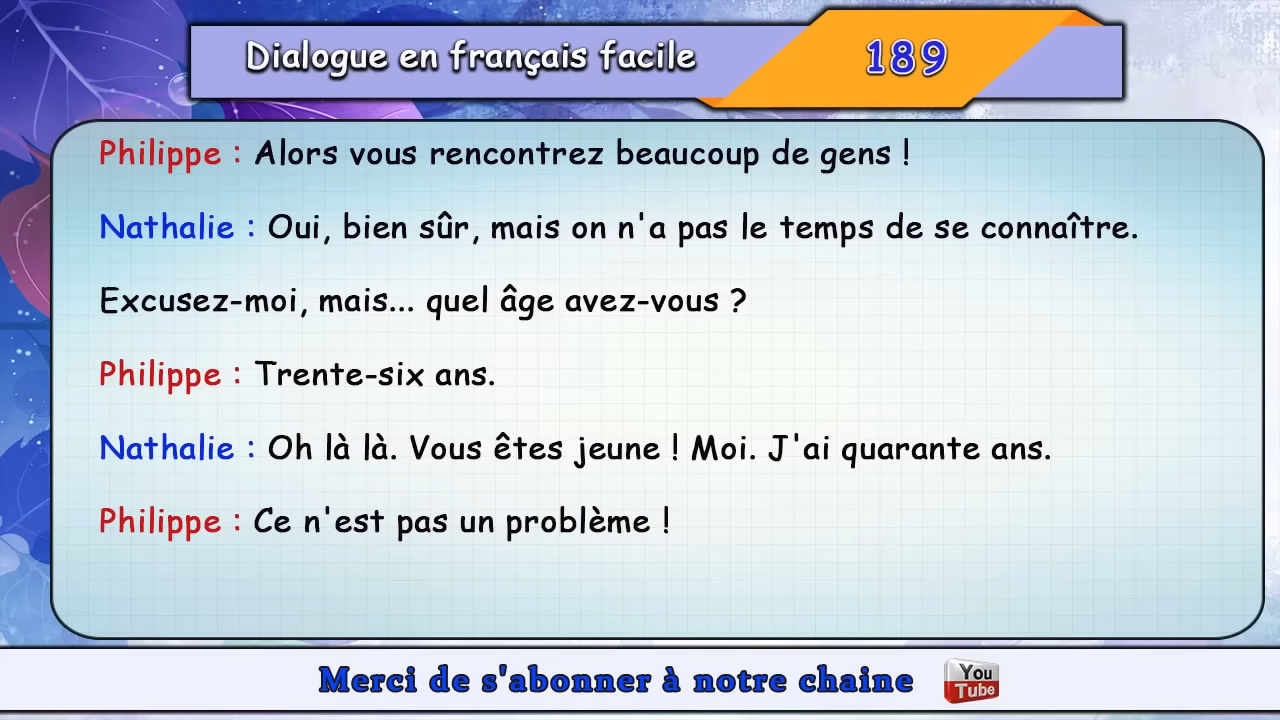 Dialogue en français facile
189
Philippe : Alors vous rencontrez beaucoup de gens !
Nathalie : Oui, bien sûr, mais on n'a pas le temps de se connaître.
Excusez-moi, mais... quel âge avez-vous ?
Philippe : Trente-six ans.
Nathalie : Oh là là. Vous êtes jeune ! Moi. J'ai quarante ans.
Philippe : Ce n'est pas un problème !
Merci de s'abonner à notre chaine
You
Tube